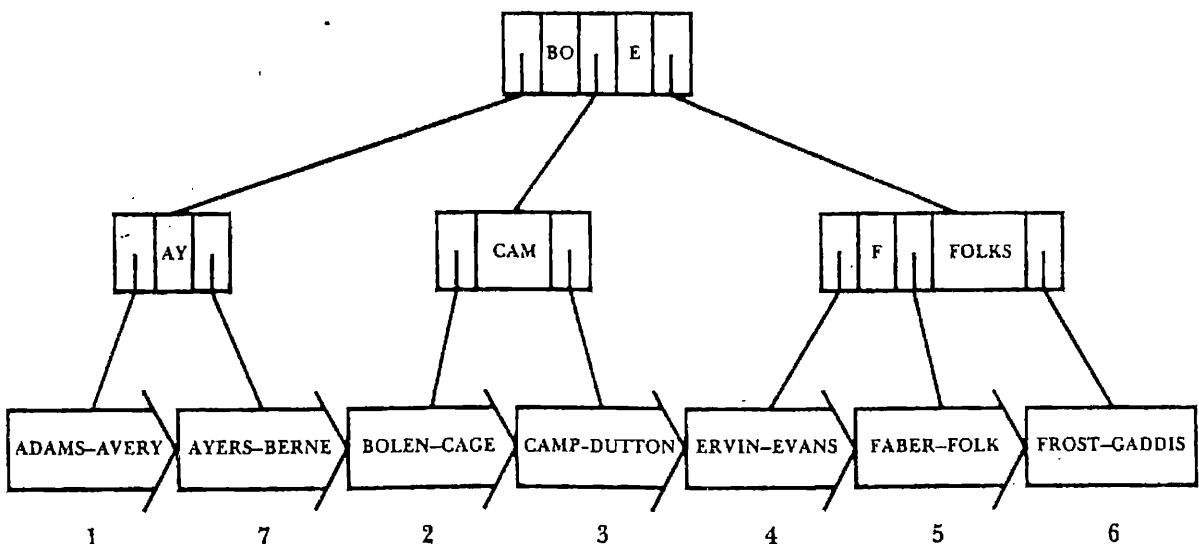 BO E
AY CAM F FOLKS
ADAMS–AVERY AYERS–BERNE BOLEN–CAGE CAMP–DUTTON ERVIN–EVANS FABER–FOLK FROST–GADDIS
1 7 2 3 4 5 6